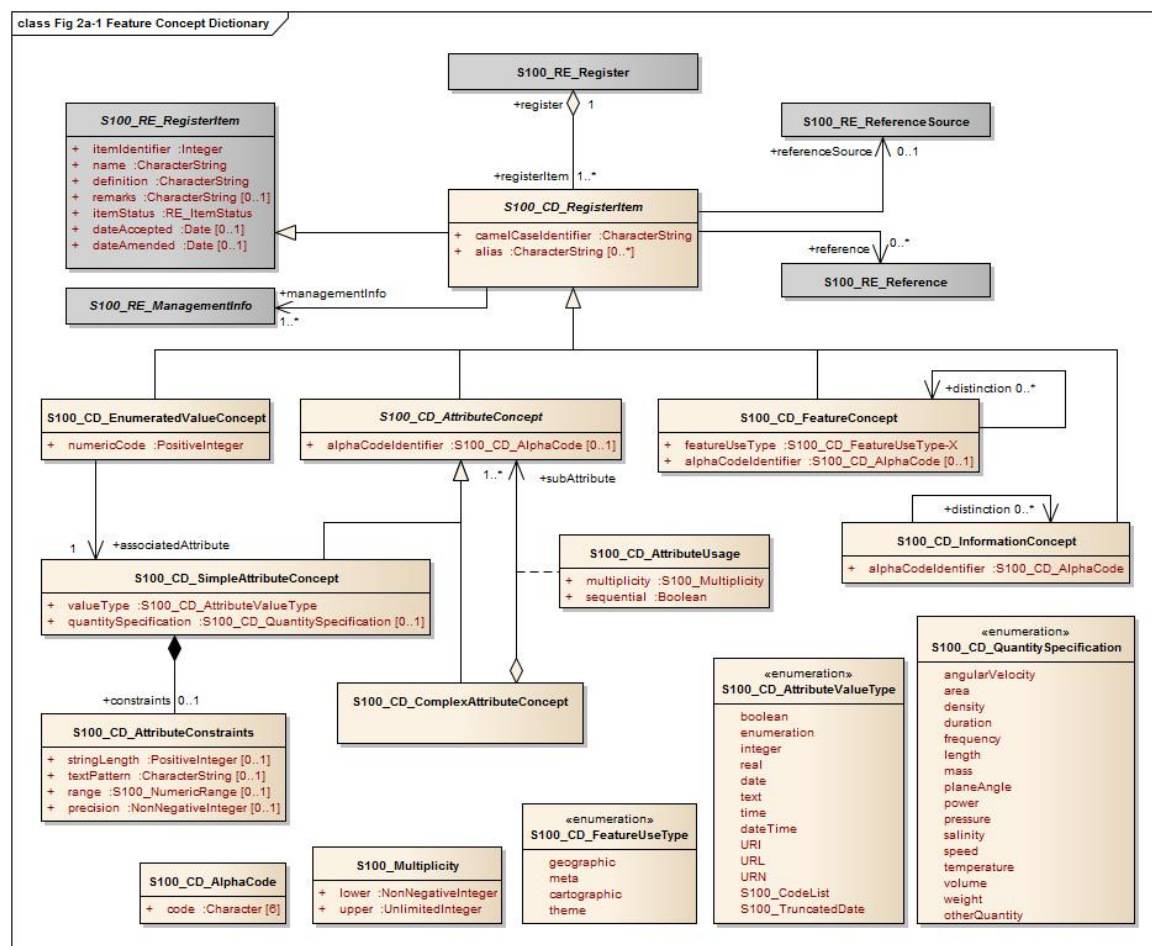 class Fig 2a-1 Feature Concept Dictionary
S100_RE_Register
+register 1
S100_RE_RegisterItem
+ itemIdentifier :Integer
+ name :CharacterString
+ definition :CharacterString
+ remarks :CharacterString [0..1]
+ itemStatus :RE_ItemStatus
+ dateAccepted :Date [0..1]
+ dateAmended :Date [0..1]
S100_RE_ReferenceSource
+referenceSource 0..1
+registerItem 1..*
S100_CD_RegisterItem
+ camelCaseIdentifier :CharacterString
+ alias :CharacterString [0..*]
+reference 0..*
S100_RE_Reference
+managementInfo
1..*
S100_RE_ManagementInfo
S100_CD_EnumeratedValueConcept
+ numericCode :PositiveInteger
S100_CD_AttributeConcept
+ alphaCodeIdentifier :S100_CD_AlphaCode [0..1]
1..* +subAttribute
S100_CD_FeatureConcept
+ featureUseType :S100_CD_FeatureUseType-X
+ alphaCodeIdentifier :S100_CD_AlphaCode [0..1]
+distinction 0..*
+distinction 0..*
S100_CD_InformationConcept
+ alphaCodeIdentifier :S100_CD_AlphaCode
1 +associatedAttribute
S100_CD_SimpleAttributeConcept
+ valueType :S100_CD_AttributeValueType
+ quantitySpecification :S100_CD_QuantitySpecification [0..1]
S100_CD_AttributeUsage
+ multiplicity :S100_Multiplicity
+ sequential :Boolean
+constraints 0..1
S100_CD_AttributeConstraints
+ stringLength :PositiveInteger [0..1]
+ textPattern :CharacterString [0..1]
+ range :S100_NumericRange [0..1]
+ precision :NonNegativeInteger [0..1]
S100_CD_ComplexAttributeConcept
«enumeration»
S100_CD_AttributeValueType
boolean
enumeration
integer
real
date
text
time
dateTime
URI
URL
URN
S100_CodeList
S100_TruncatedDate
«enumeration»
S100_CD_QuantitySpecification
angularVelocity
area
density
duration
frequency
length
mass
planeAngle
power
pressure
salinity
speed
temperature
volume
weight
otherQuantity
«enumeration»
S100_CD_FeatureUseType
geographic
meta
cartographic
theme
S100_CD_AlphaCode
+ code :Character [6]
S100_Multiplicity
+ lower :NonNegativeInteger
+ upper :UnlimitedInteger